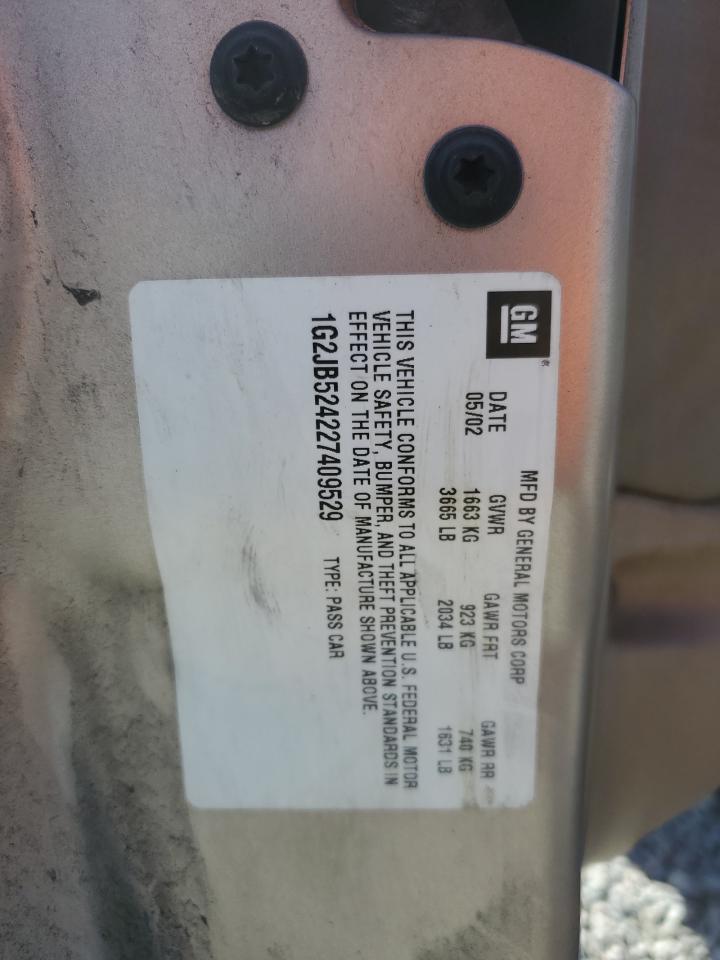 GM
MFD BY GENERAL MOTORS CORP
DATE GVWR GAWR FRT GAWR RR
05/02 1663 KG 923 KG 740 KG
3665 LB 2034 LB 1631 LB
THIS VEHICLE CONFORMS TO ALL APPLICABLE U.S. FEDERAL MOTOR
VEHICLE SAFETY, BUMPER, AND THEFT PREVENTION STANDARDS IN
EFFECT ON THE DATE OF MANUFACTURE SHOWN ABOVE.
1G2JB524227409529 TYPE: PASS CAR